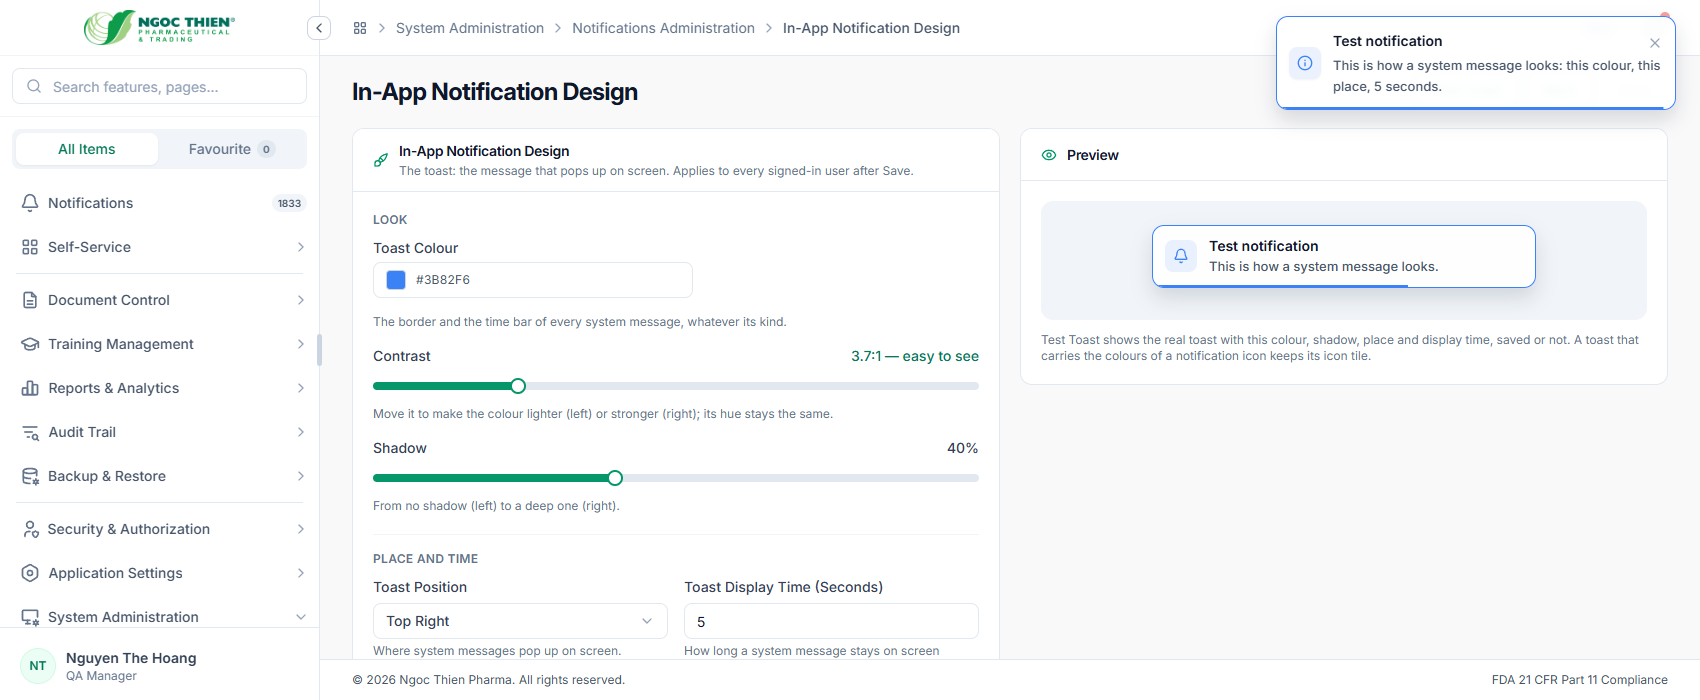 NGOC THIEN®
PHARMACEUTICAL
& TRADING
Search features, pages...
All Items
Favourite 0
Notifications 1833
Self-Service
Document Control
Training Management
Reports & Analytics
Audit Trail
Backup & Restore
Security & Authorization
Application Settings
System Administration
NT
Nguyen The Hoang
QA Manager
System Administration > Notifications Administration > In-App Notification Design
In-App Notification Design
In-App Notification Design
The toast: the message that pops up on screen. Applies to every signed-in user after Save.
LOOK
Toast Colour
#3B82F6
The border and the time bar of every system message, whatever its kind.
Contrast 3.7:1 — easy to see
Move it to make the colour lighter (left) or stronger (right); its hue stays the same.
Shadow 40%
From no shadow (left) to a deep one (right).
PLACE AND TIME
Toast Position
Top Right
Where system messages pop up on screen.
Toast Display Time (Seconds)
5
How long a system message stays on screen
Test notification
This is how a system message looks: this colour, this
place, 5 seconds.
Preview
Test notification
This is how a system message looks.
Test Toast shows the real toast with this colour, shadow, place and display time, saved or not. A toast that
carries the colours of a notification icon keeps its icon tile.
© 2026 Ngoc Thien Pharma. All rights reserved.
FDA 21 CFR Part 11 Compliance